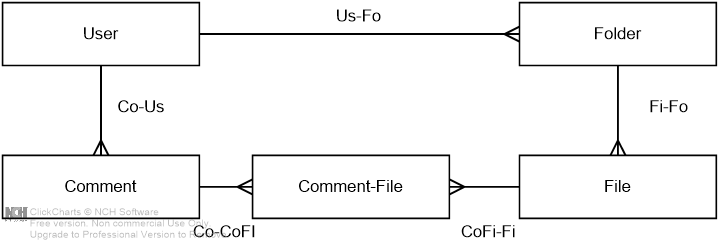 Us-Fo
User
Folder
Co-Us
Fi-Fo
Comment
Comment-File
File
NCH
ClickCharts © NCH Software
Free version. Non commercial Use Only.
Upgrade to Professional Version to
Co-CoFI
CoFi-Fi